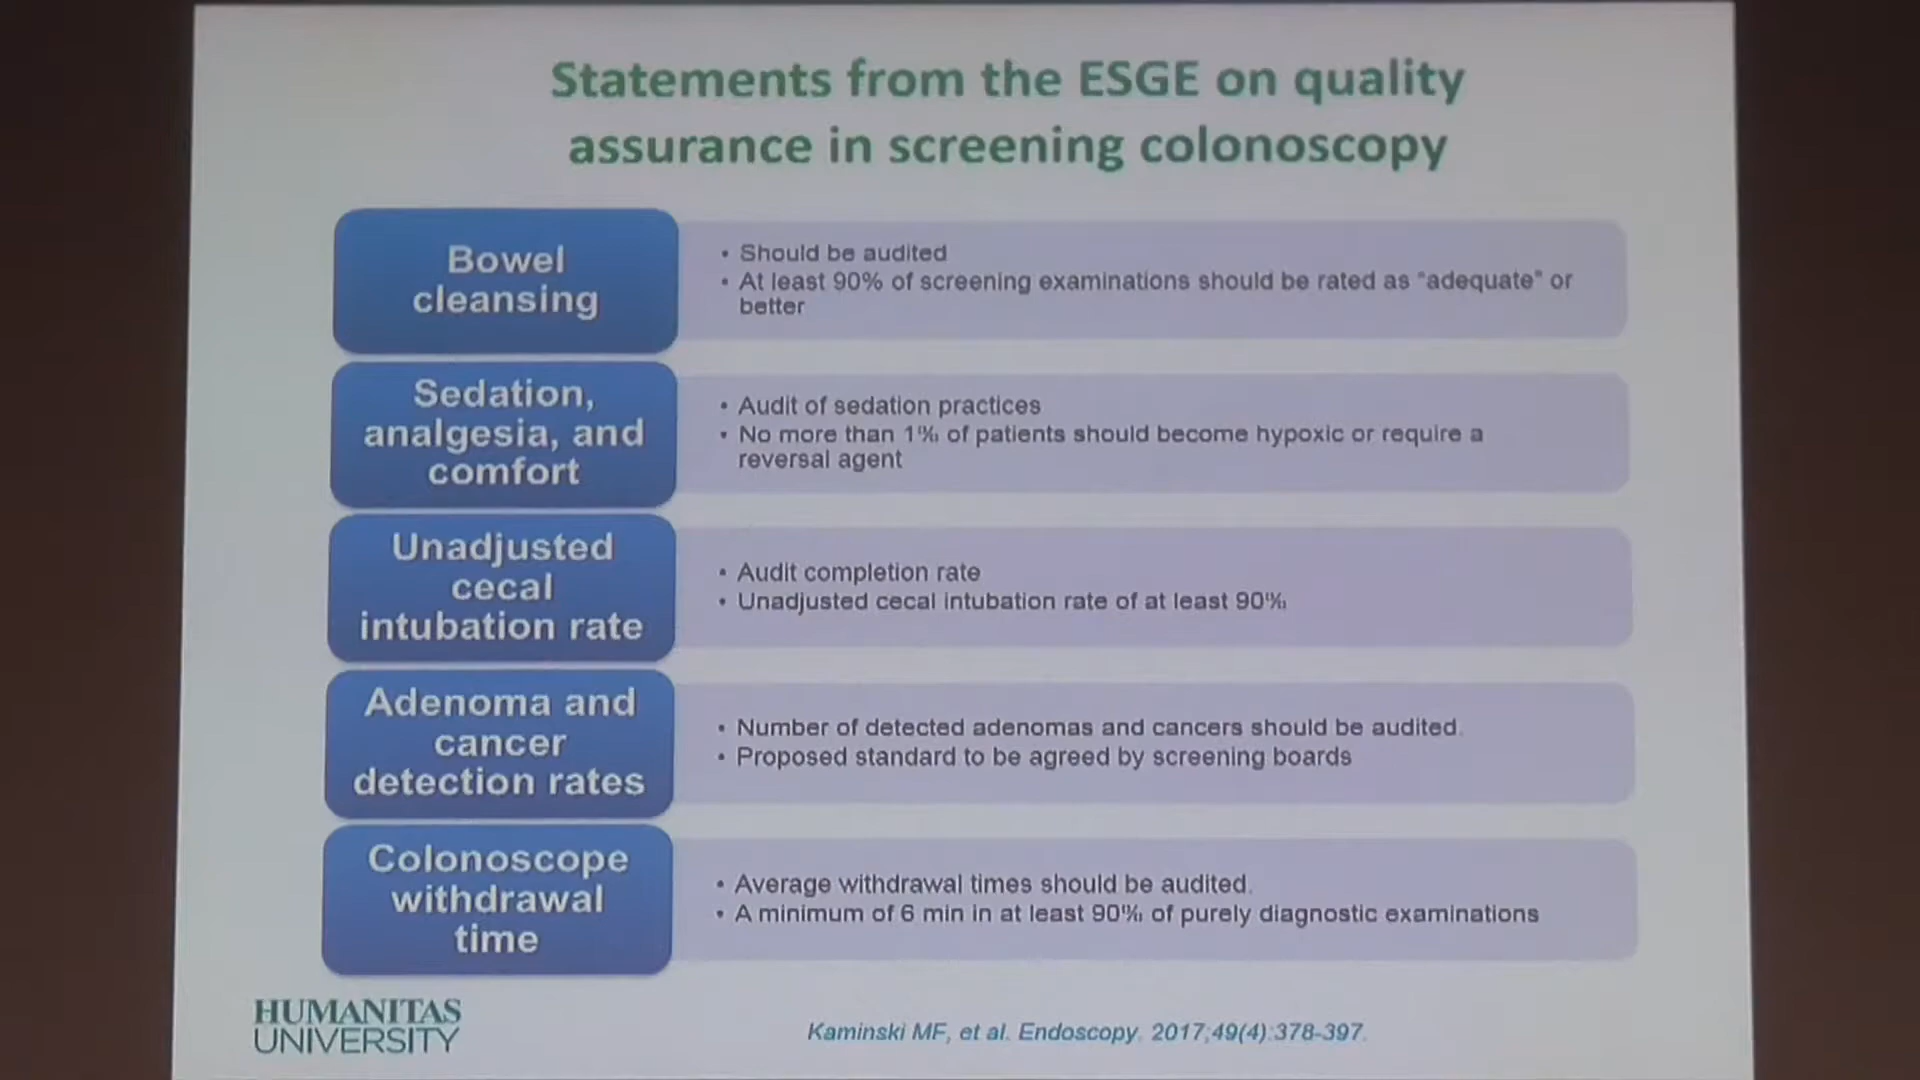 Statements from the ESGE on quality
assurance in screening colonoscopy
Bowel
cleansing
• Should be audited
• At least 90% of screening examinations should be rated as "adequate" or
better
Sedation,
analgesia, and
comfort
• Audit of sedation practices
• No more than 1% of patients should become hypoxic or require a
reversal agent
Unadjusted
cecal
intubation rate
• Audit completion rate
• Unadjusted cecal intubation rate of at least 90%
Adenoma and
cancer
detection rates
• Number of detected adenomas and cancers should be audited.
• Proposed standard to be agreed by screening boards
Colonoscope
withdrawal
time
• Average withdrawal times should be audited.
• A minimum of 6 min in at least 90% of purely diagnostic examinations
HUMANITAS
UNIVERSITY
Kaminski MF, et al. Endoscopy. 2017;49(4):378-397.